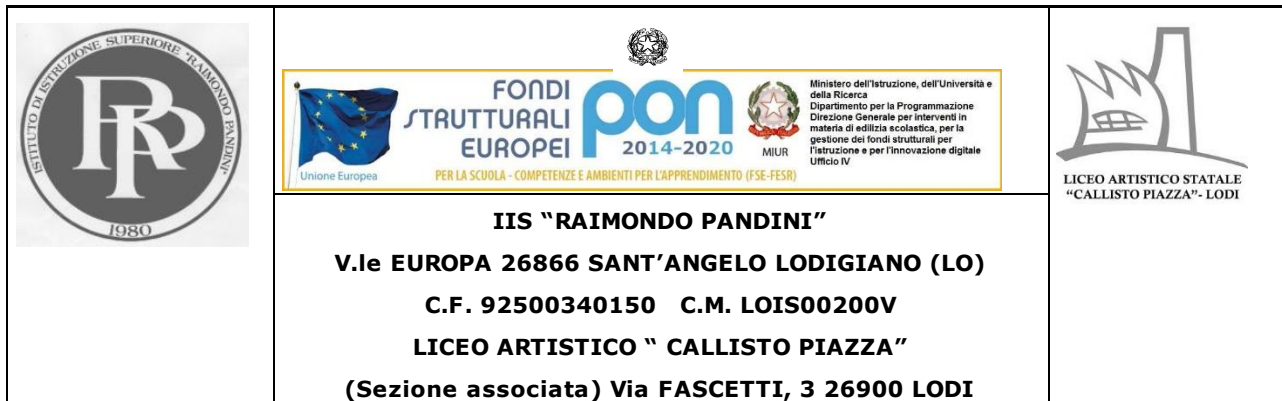 ISTITUTO DI ISTRUZIONE SUPERIORE "RAIMONDO PANDINI"
RP
1980
Unione Europea
FONDI
STRUTTURALI
EUROPEI
pon
2014-2020
MIUR
Ministero dell'Istruzione, dell'Università e
della Ricerca
Dipartimento per la Programmazione
Direzione Generale per interventi in
materia di edilizia scolastica, per la
gestione dei fondi strutturali per
l'istruzione e per l'innovazione digitale
Ufficio IV
PER LA SCUOLA - COMPETENZE E AMBIENTI PER L'APPRENDIMENTO (FSE-FESR)
LICEO ARTISTICO STATALE
"CALLISTO PIAZZA"- LODI
IIS "RAIMONDO PANDINI"
V.le EUROPA 26866 SANT'ANGELO LODIGIANO (LO)
C.F. 92500340150 C.M. LOIS00200V
LICEO ARTISTICO " CALLISTO PIAZZA"
(Sezione associata) Via FASCETTI, 3 26900 LODI